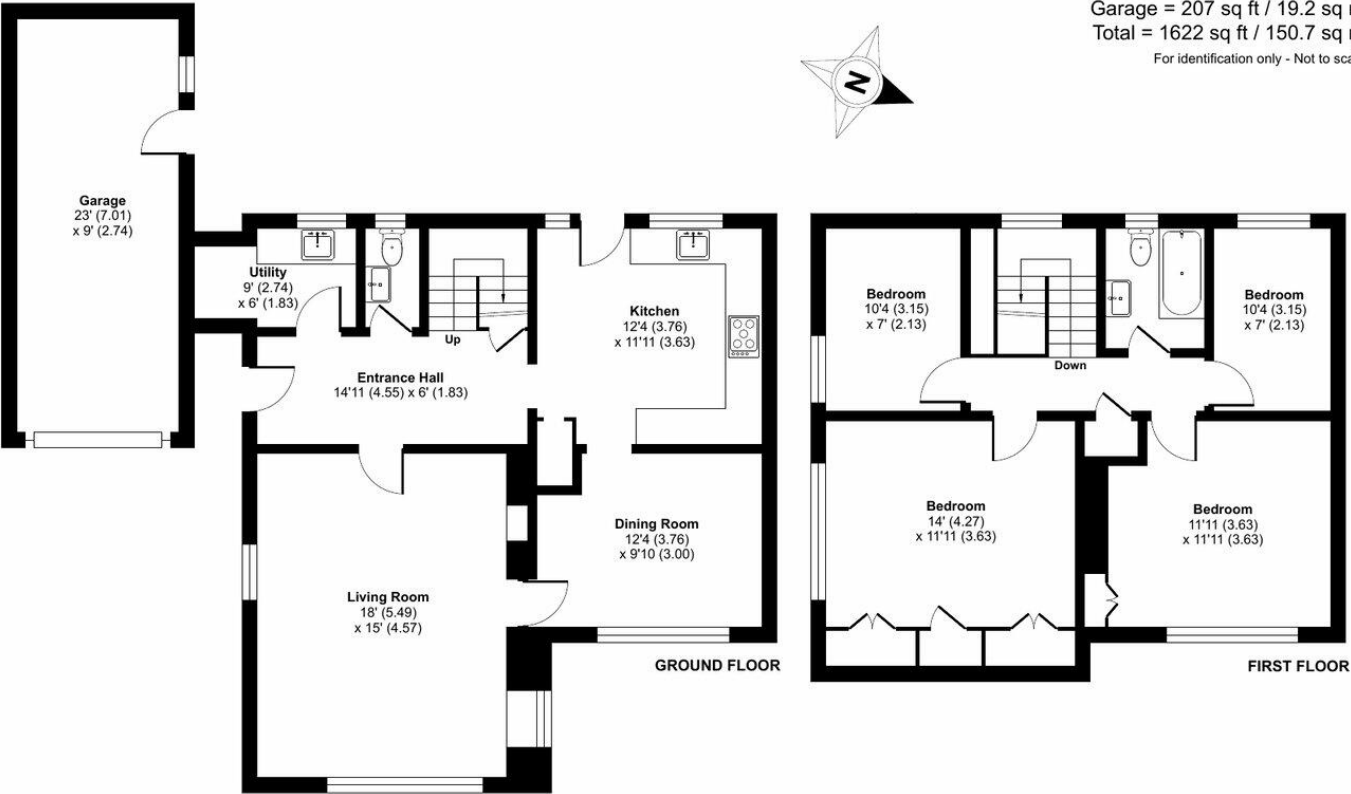 Garage = 207 sq ft / 19.2 sq
Total = 1622 sq ft / 150.7 sq
For identification only - Not to
N
Garage
23' (7.01)
x 9' (2.74)
Utility
9' (2.74)
x 6' (1.83)
Up
Kitchen
12'4 (3.76)
x 11'11 (3.63)
Entrance Hall
14'11 (4.55) x 6' (1.83)
Dining Room
12'4 (3.76)
x 9'10 (3.00)
Living Room
18' (5.49)
x 15' (4.57)
GROUND FLOOR
Bedroom
10'4 (3.15)
x 7' (2.13)
Bedroom
10'4 (3.15)
x 7' (2.13)
Down
Bedroom
14' (4.27)
x 11'11 (3.63)
Bedroom
11'11 (3.63)
x 11'11 (3.63)
FIRST FLOOR